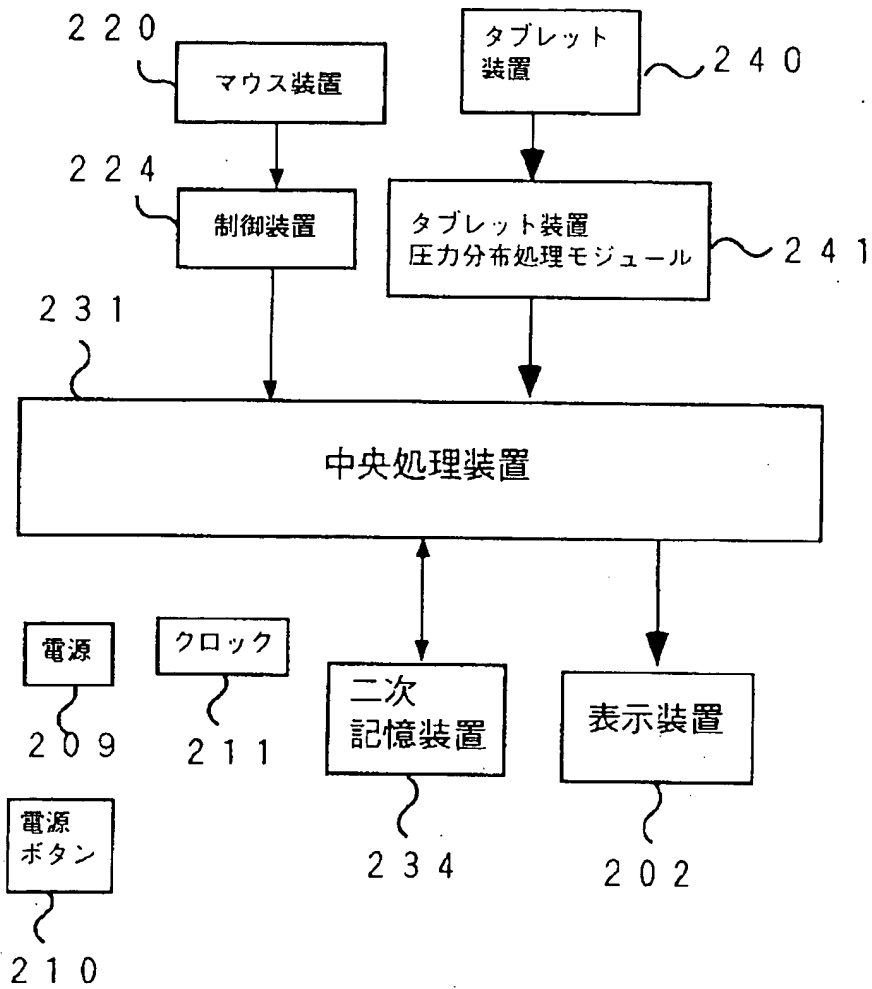 220
マウス装置
タブレット
装置
240
224
制御装置
タブレット装置
圧力分布処理モジュール
241
231
中央処理装置
電源
209
クロック
211
二次
記憶装置
234
表示装置
202
電源
ボタン
210